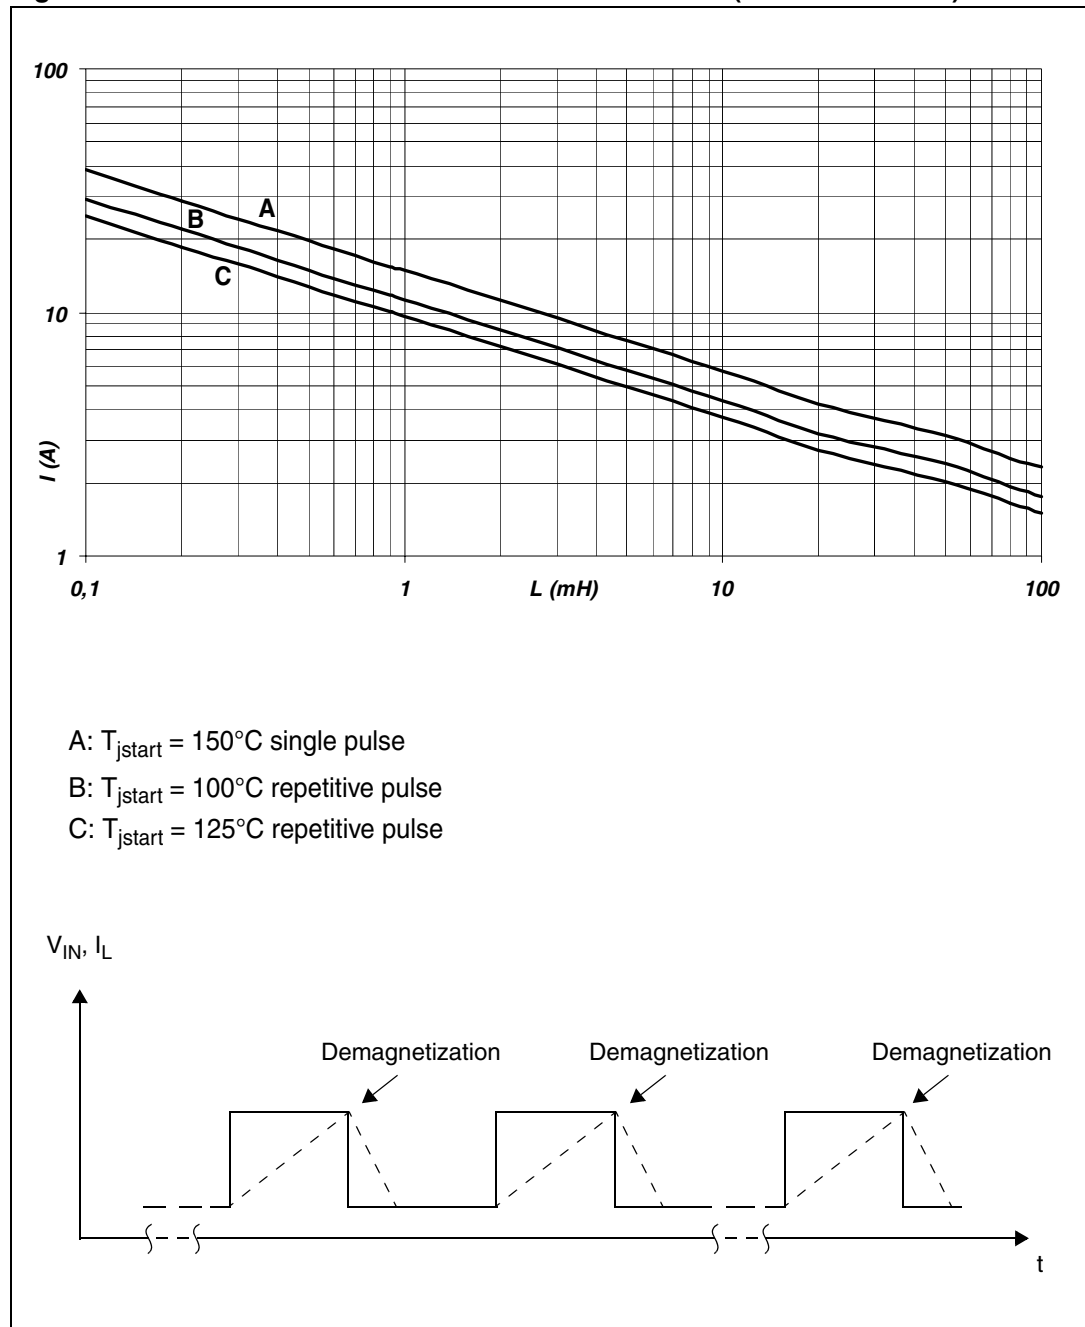 100
A
B
C
10
I (A)
1
0,1
1
L (mH)
10
100
A: Tjstart = 150°C single pulse
B: Tjstart = 100°C repetitive pulse
C: Tjstart = 125°C repetitive pulse
VIN, IL
Demagnetization
Demagnetization
Demagnetization
t